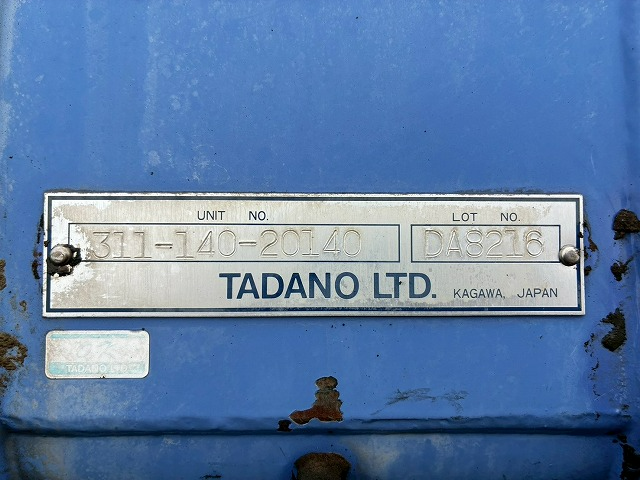 UNIT NO. LOT NO.
311-140-20140 DA8216
TADANO LTD. KAGAWA, JAPAN
TADANO LTD.